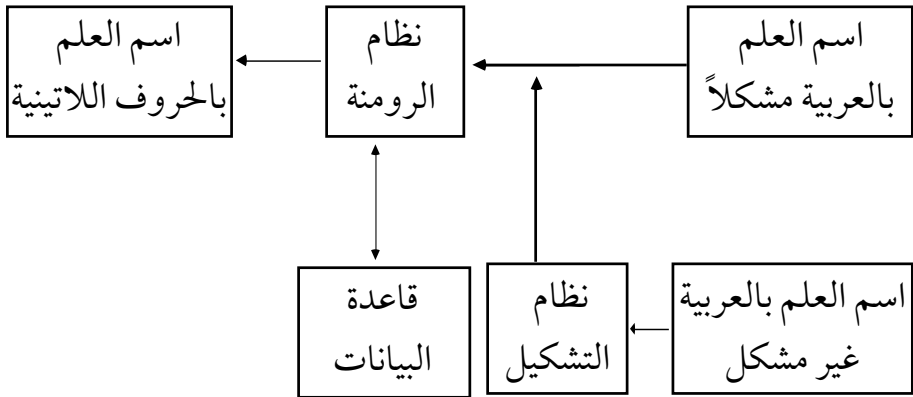 اسم العلم
بالعربية مشكلاً
نظام
الرومنة
اسم العلم
بالحروف اللاتينية
اسم العلم بالعربية
غير مشكل
نظام
التشكيل
قاعدة
البيانات